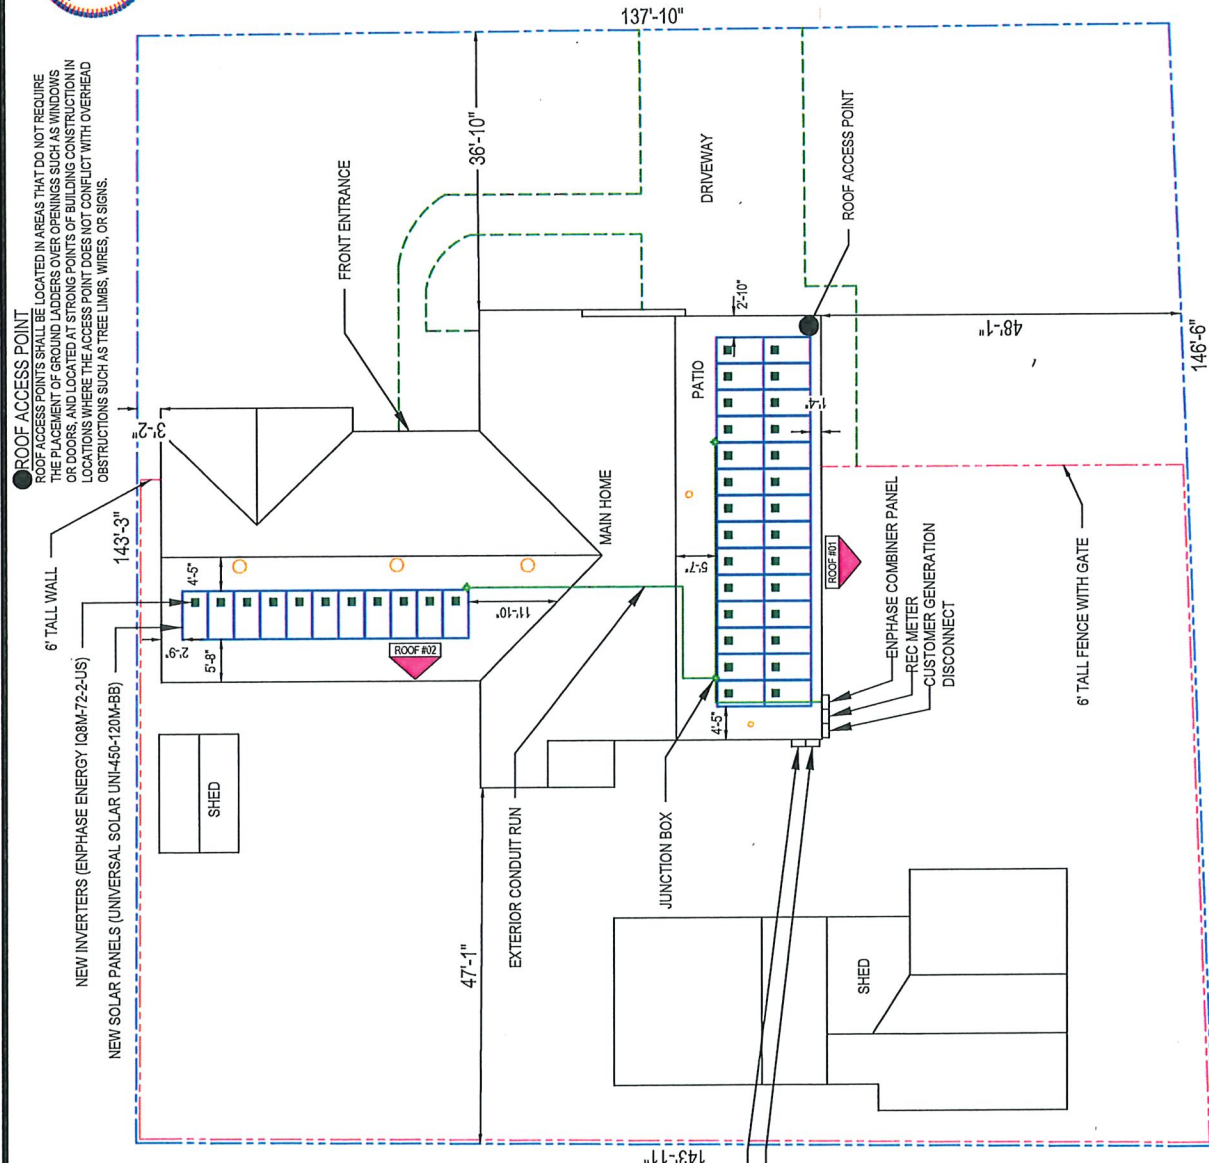 137'-10"
ROOF ACCESS POINT
ROOF ACCESS POINTS SHALL BE LOCATED IN AREAS THAT DO NOT REQUIRE
THE PLACEMENT OF GROUND LADDERS OVER OPENINGS SUCH AS WINDOWS
OR DOORS, AND LOCATED AT STRONG POINTS OF BUILDING CONSTRUCTION IN
LOCATIONS WHERE THE ACCESS POINT DOES NOT CONFLICT WITH OVERHEAD
OBSTRUCTIONS SUCH AS TREE LIMBS, WIRES, OR SIGNS.
36'-10"
FRONT ENTRANCE
DRIVEWAY
ROOF ACCESS POINT
2'-10"
48'-1"
146'-6"
3'-2"
143'-3"
6' TALL WALL
PATIO
1'-4"
MAIN HOME
4'-5"
5'-7"
11'-10"
ROOF #01
ROOF #02
2'-9"
5'-8"
NEW INVERTERS (ENPHASE ENERGY IQ8M-72-2-US)
NEW SOLAR PANELS (UNIVERSAL SOLAR UNI-450-120M-BB)
ENPHASE COMBINER PANEL
REC METER
CUSTOMER GENERATION
DISCONNECT
6' TALL FENCE WITH GATE
4'-5"
SHED
EXTERIOR CONDUIT RUN
JUNCTION BOX
47'-1"
SHED
143'-11"